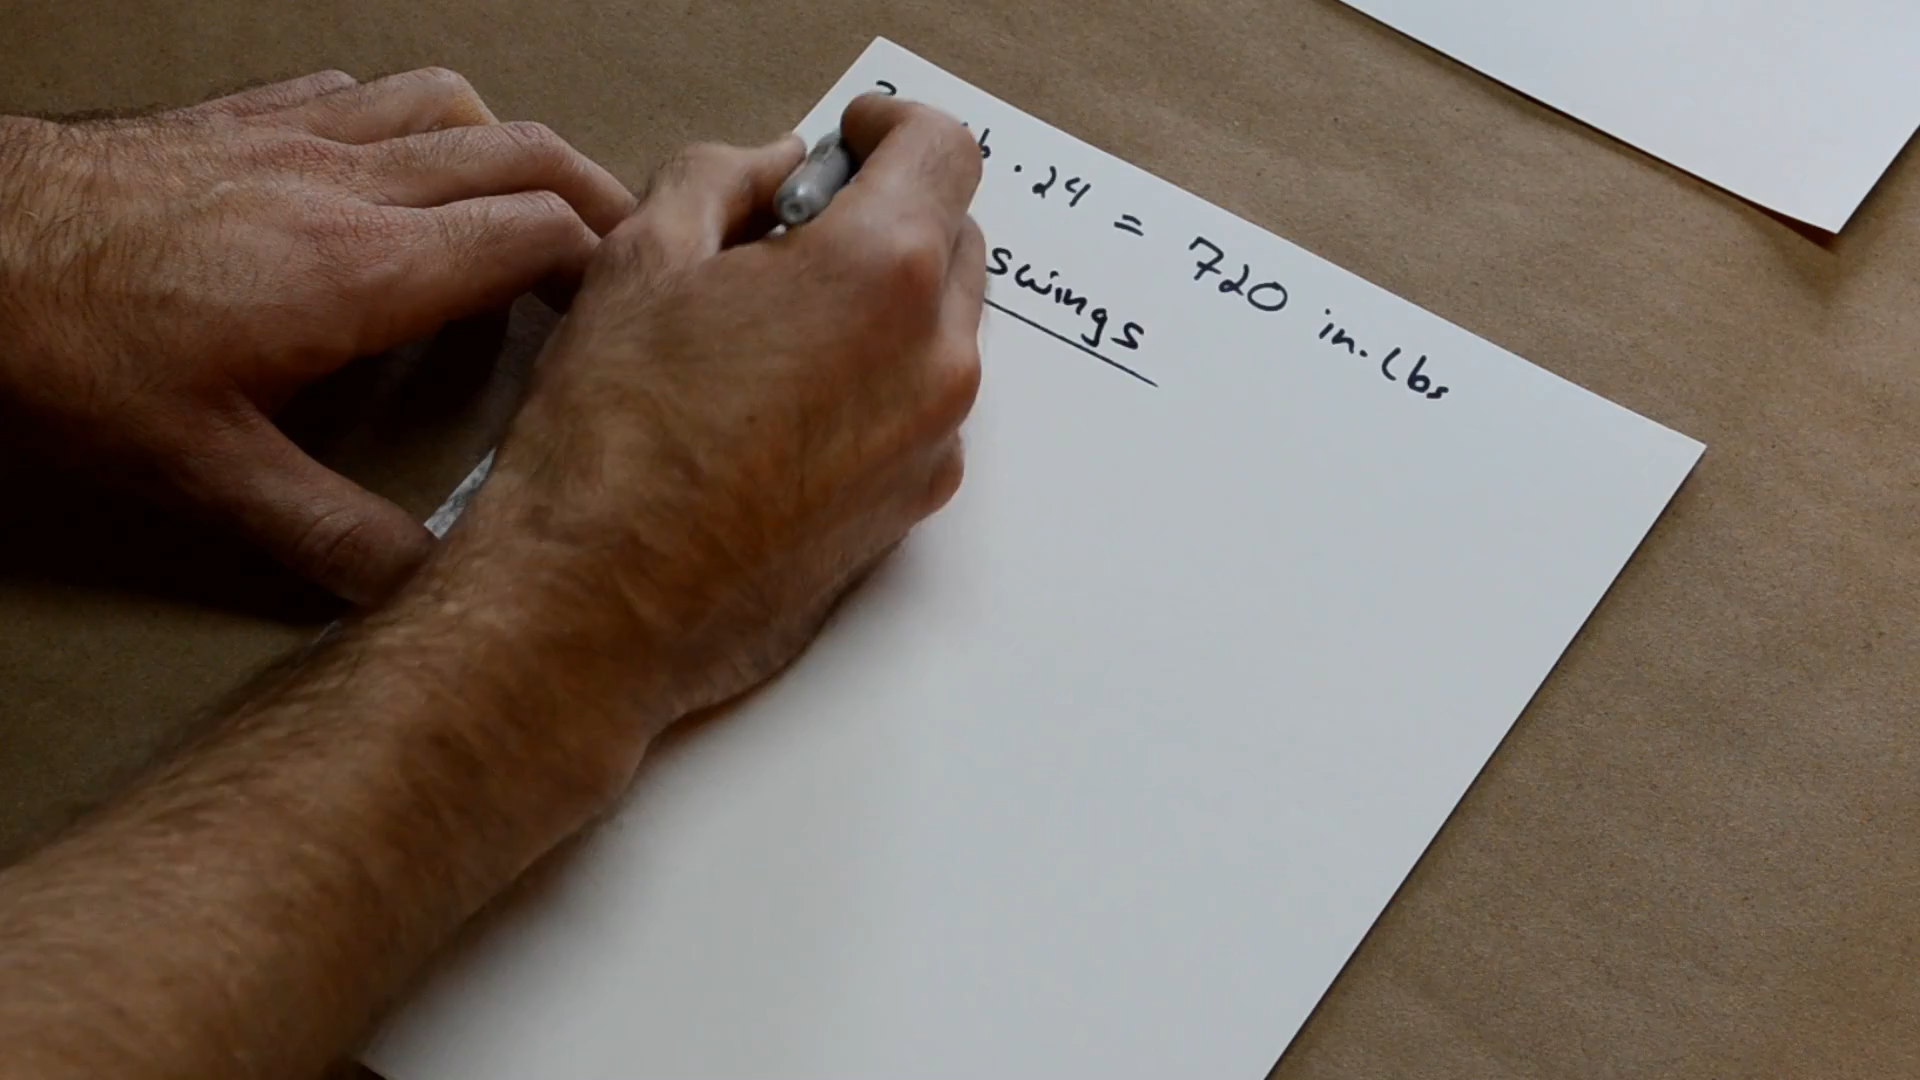 · 24 = 720 in. lbs
swings